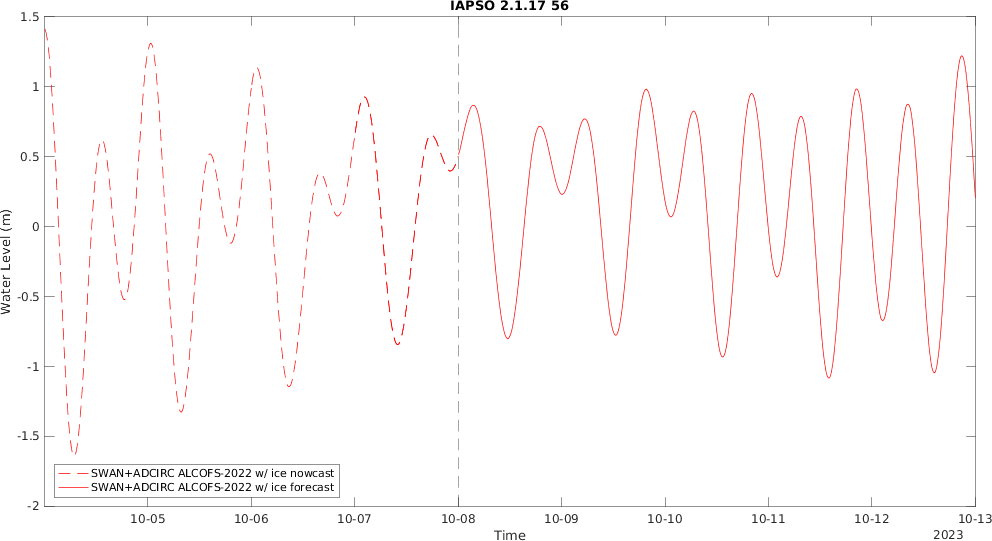 IAPSO 2.1.17 56
1.5
1
0.5
0
-0.5
-1
-1.5
-2
Water Level (m)
SWAN+ADCIRC ALCOFS-2022 w/ ice nowcast
SWAN+ADCIRC ALCOFS-2022 w/ ice forecast
10-05 10-06 10-07 10-08 10-09 10-10 10-11 10-12 10-13
Time
2023